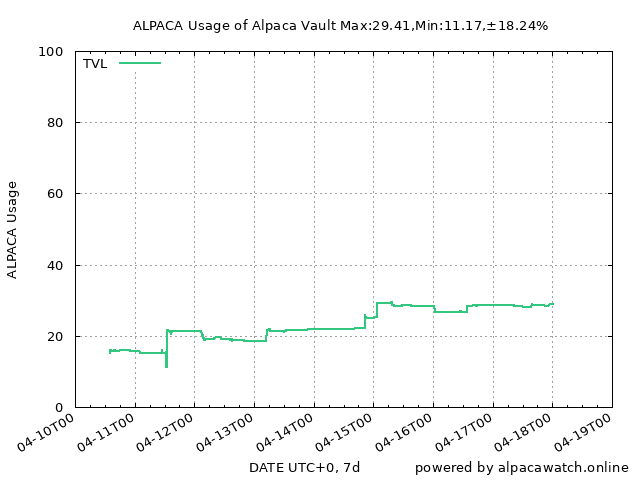 ALPACA Usage of Alpaca Vault Max:29.41,Min:11.17,±18.24%
TVL
100
80
60
40
20
0
ALPACA Usage
04-10T00
04-11T00
04-12T00
04-13T00
04-14T00
04-15T00
04-16T00
04-17T00
04-18T00
04-19T00
DATE UTC+0, 7d
powered by alpacawatch.online